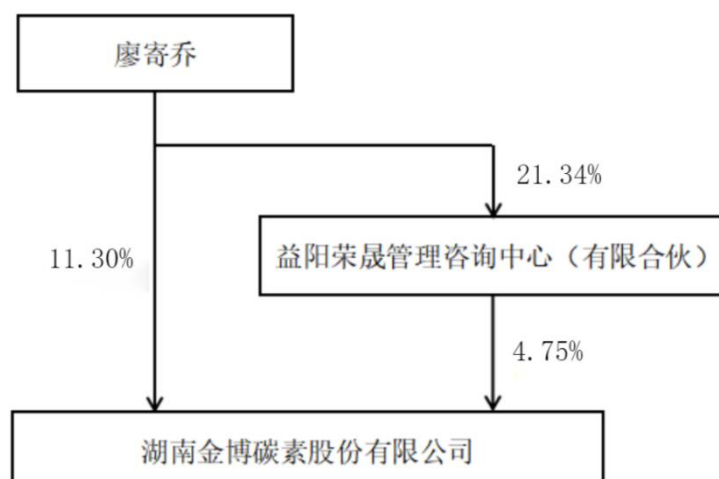 廖寄乔
21.34%
益阳荣晟管理咨询中心（有限合伙）
11.30%
4.75%
湖南金博碳素股份有限公司